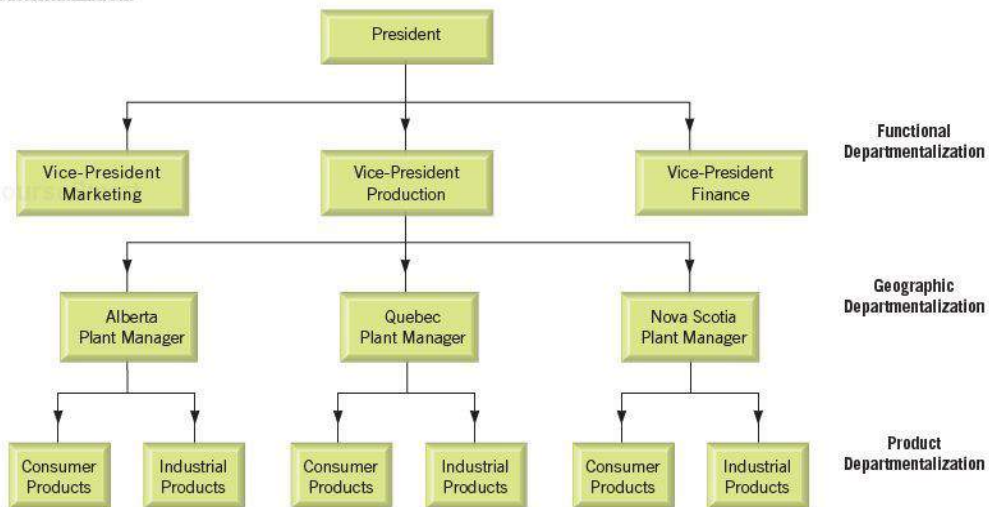 President
Functional
Departmentalization
Vice-President
Marketing
Vice-President
Production
Vice-President
Finance
Geographic
Departmentalization
Alberta
Plant Manager
Quebec
Plant Manager
Nova Scotia
Plant Manager
Product
Departmentalization
Consumer
Products
Industrial
Products
Consumer
Products
Industrial
Products
Consumer
Products
Industrial
Products